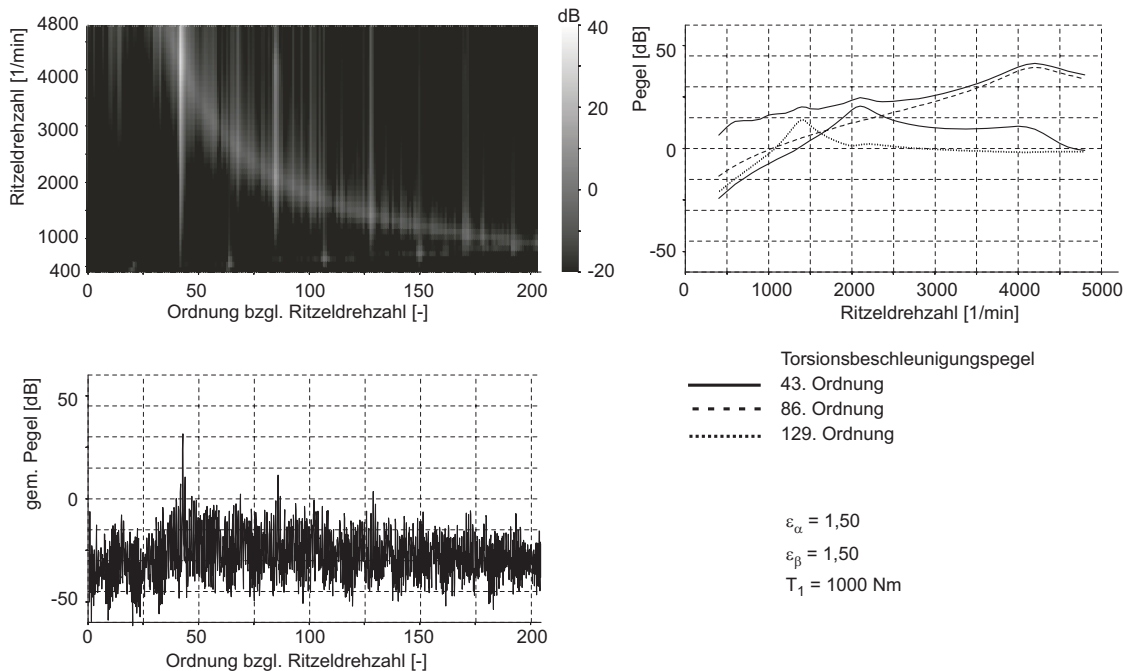 dB
4800
4000
3000
2000
1000
400
Ritzeldrehzahl [1/min]
0
50
100
150
200
Ordnung bzgl. Ritzeldrehzahl [-]
40
20
0
-20
Pegel [dB]
50
0
-50
0
1000
2000
3000
4000
5000
Ritzeldrehzahl [1/min]
Torsionsbeschleunigungspegel
43. Ordnung
86. Ordnung
129. Ordnung
gem. Pegel [dB]
50
0
-50
0
50
100
150
200
Ordnung bzgl. Ritzeldrehzahl [-]
εα = 1,50
εβ = 1,50
T1 = 1000 Nm